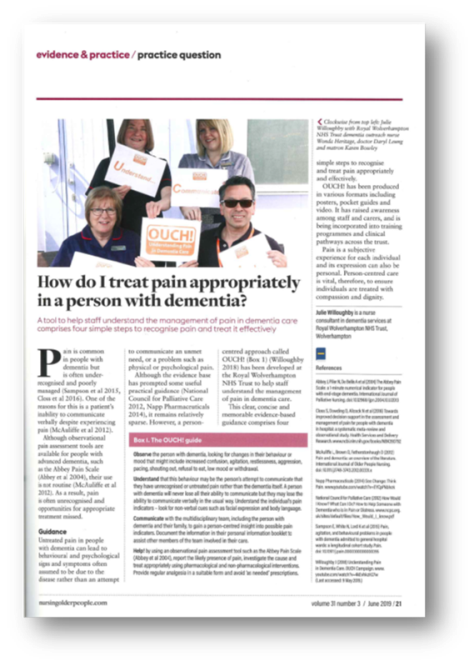 evidence & practice / practice question
Understand...
Commun
OUCH!
Understanding Pain
in Dementia Care
Clockwise from top left: Julie
Willoughby with Royal Wolverhampton
NHS Trust dementia outreach nurse
and matron Karen Bowley
How do I treat pain appropriately
in a person with dementia?
A tool to help staff understand the management of pain in dementia care
comprises four simple steps to recognise pain and treat it effectively
Pain is common
in people with
dementia but
is often under-
recognised and poorly
managed (Sampson et al 2015,
Closs et al 2016). One of the
reasons for this is a patient's
inability to communicate
verbally despite experiencing
pain (McAuliffe et al 2012).
Although observational
pain assessment tools are
available for people with
advanced dementia, such
as the Abbey Pain Scale
(Abbey et al 2004), their use
is not routine (McAuliffe et al
2012). As a result, pain
is often unrecognised and
opportunities for appropriate
treatment missed.
Guidance
Untreated pain in people
with dementia can lead to
behavioural and psychological
signs and symptoms often
assumed to be due to the
disease rather than an attempt
to communicate an unmet
need, or a problem such as
physical or psychological pain.
Although the evidence base
has prompted some useful
practical guidance (National
Council for Palliative Care
2012, Napp Pharmaceuticals
2014), it remains relatively
sparse. However, a person-
centred approach called
OUCH! (Box 1) (Willoughby
2018) has been developed at
the Royal Wolverhampton
NHS Trust to help staff
understand the management
of pain in dementia care.
This clear, concise and
memorable evidence-based
guidance comprises four
simple steps to recognise
and treat pain appropriately
and effectively.
OUCH! has been produced
in various formats including
posters, pocket guides and
video. It has raised awareness
among staff and carers, and is
being incorporated into training
programmes and clinical
pathways across the trust.
Pain is a subjective
experience for each individual
and its expression can also be
personal. Person-centred care
is vital, therefore, to ensure
individuals are treated with
compassion and dignity.
Julie Willoughby is a nurse
consultant in dementia services at
Royal Wolverhampton NHS Trust,
Wolverhampton
Box 1. The OUCH! guide
Observe the person with dementia, looking for changes in their behaviour or
mood that might include increased confusion, agitation, restlessness, aggression,
pacing, shouting out, refusal to eat, low mood or withdrawal.
Understand that this behaviour may be the person's attempt to communicate that
they have unrecognised or untreated pain rather than the dementia itself. A person
with dementia will never lose all their ability to communicate but they may lose the
ability to communicate verbally in the usual way. Understand the individual's pain
indicators – look for non-verbal cues such as facial expression and body language.
Communicate with the multidisciplinary team, including the person with
dementia and their family, to gain a person-centred insight into possible pain
indicators. Document the information in their personal information booklet to
assist other members of the team involved in their care.
Help! by using an observational pain assessment tool such as the Abbey Pain Scale
(Abbey et al 2004), report the likely presence of pain, investigate the cause and
treat appropriately using pharmacological and non-pharmacological interventions.
Provide regular analgesia in a suitable form and avoid 'as needed' prescriptions.
References
nursingolderpeople.com
volume 31 number 3 / June 2019 / 21